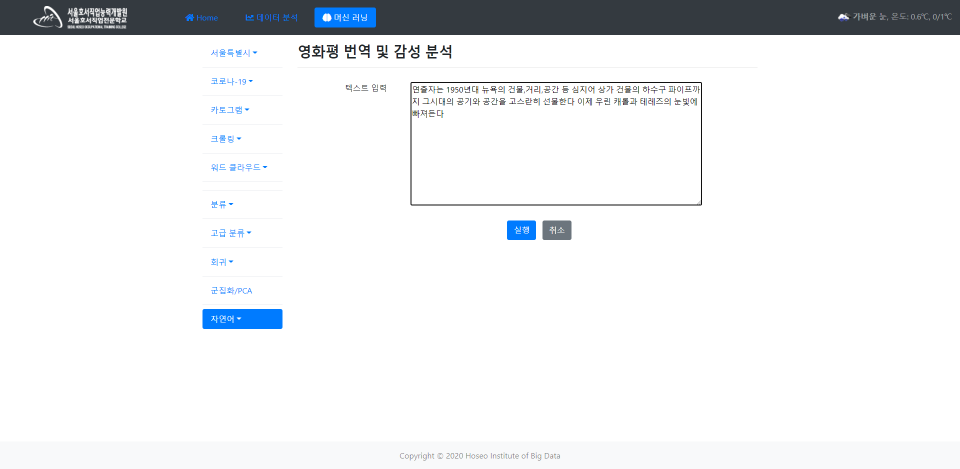 서울호서직업능력개발원
서울호서직업전문학교
Home
데이터 분석
머신 러닝
가벼운 눈, 온도: 0.6℃, 0/1℃
서울특별시
코로나-19
카토그램
크롤링
워드 클라우드
분류
고급 분류
회귀
군집화/PCA
자연어
영화평 번역 및 감성 분석
텍스트 입력
연출자는 1950년대 뉴욕의 건물,거리,공간 등 심지어 상가 건물의 하수구 파이프까
지 그시대의 공기와 공간을 고스란히 선물한다 이제 우린 캐롤과 테레즈의 눈빛에
빠져든다
실행
취소
Copyright © 2020 Hoseo Institute of Big Data